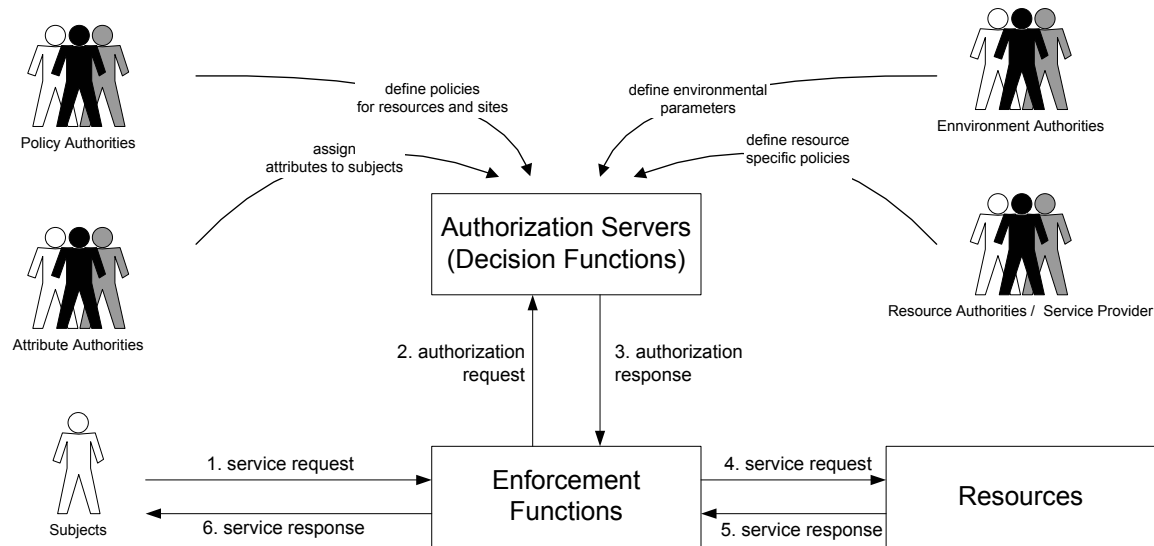 define policies
for resources and sites
define environmental
parameters
Policy Authorities
Ennvironment Authorities
assign
attributes to subjects
define resource
specific policies
Authorization Servers
(Decision Functions)
Attribute Authorities
Resource Authorities / Service Provider
2. authorization
request
3. authorization
response
1. service request
Enforcement
Functions
4. service request
Resources
Subjects
6. service response
5. service response